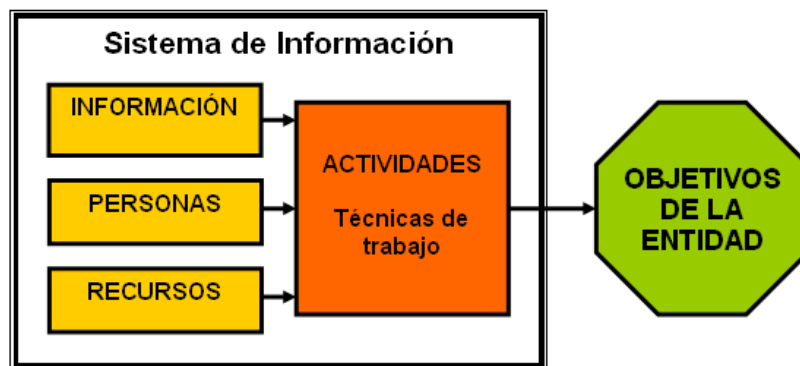 Sistema de Información
INFORMACIÓN
PERSONAS
RECURSOS
ACTIVIDADES
Técnicas de
trabajo
OBJETIVOS
DE LA
ENTIDAD